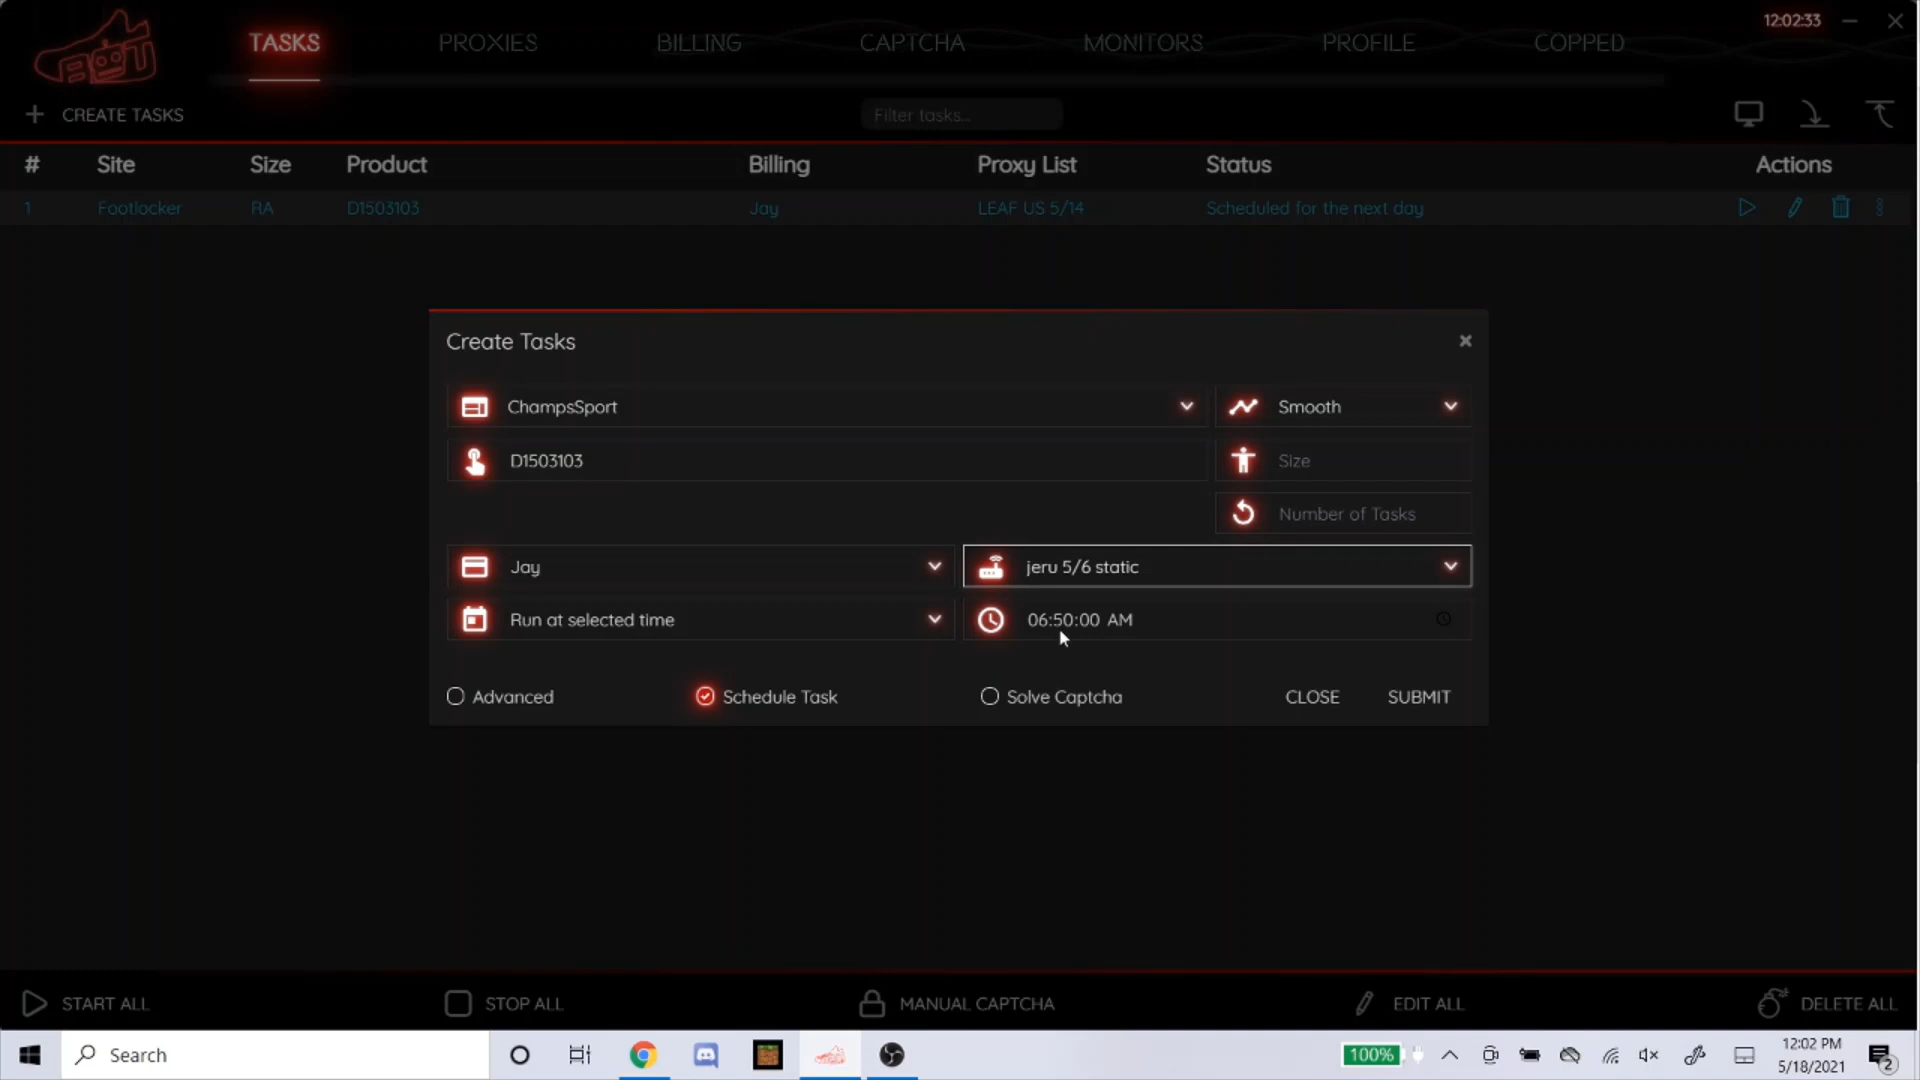 TASKS PROXIES BILLING CAPTCHA MONITORS PROFILE COPPED 12:02:33
BOT
CREATE TASKS Filter tasks...
# Site Size Product Billing Proxy List Status Actions
1 Footlocker RA D1503103 Jay LEAF US 5/14 Scheduled for the next day
Create Tasks
ChampsSport Smooth
D1503103 Size
Number of Tasks
Jay jeru 5/6 static
Run at selected time 06:50:00 AM
Advanced Schedule Task Solve Captcha CLOSE SUBMIT
START ALL STOP ALL MANUAL CAPTCHA EDIT ALL DELETE ALL
Search 100% 12:02 PM
5/18/2021 2